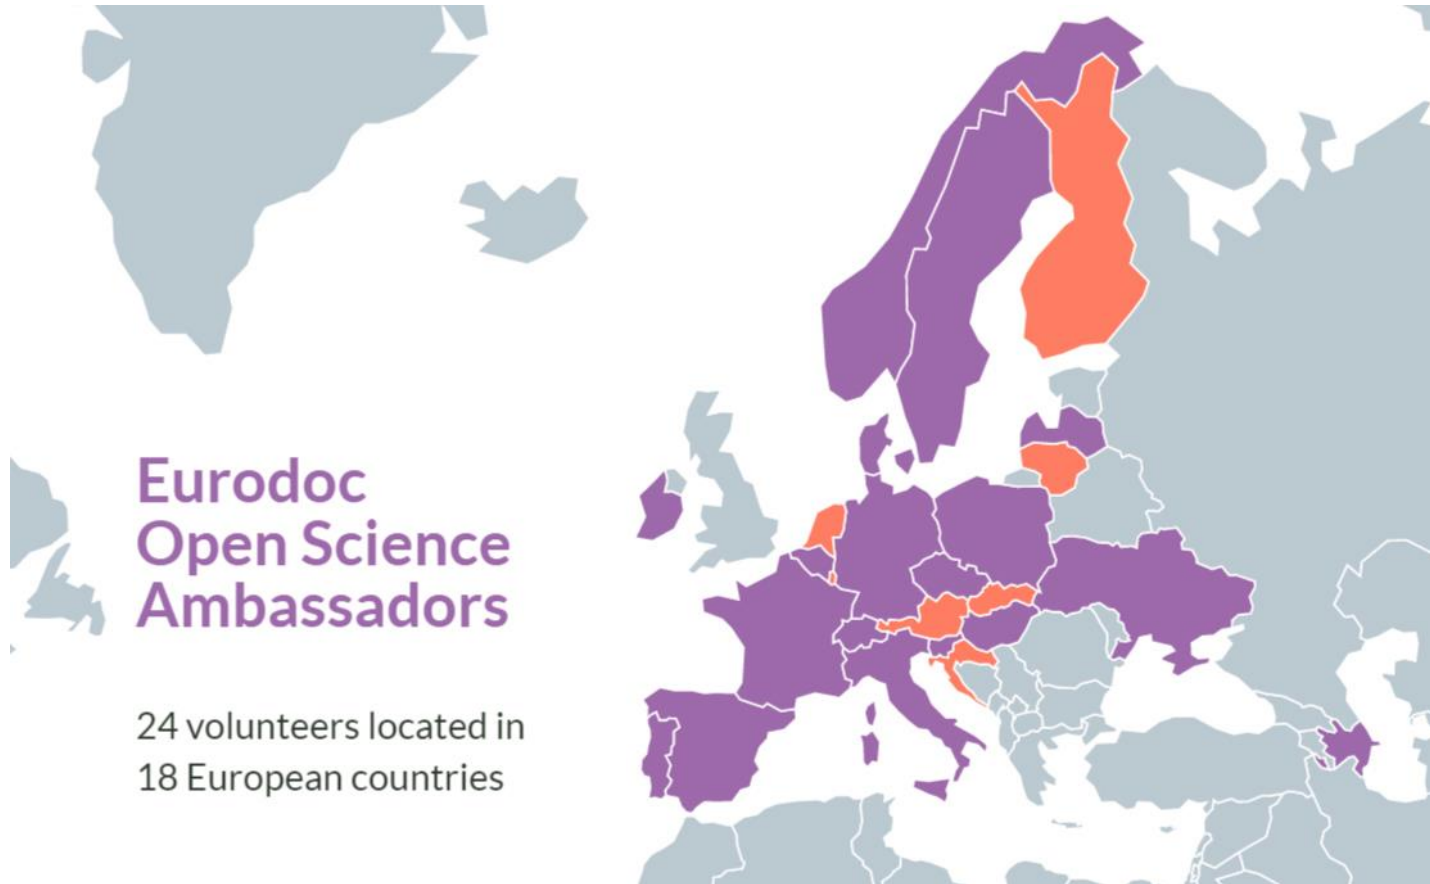 Eurodoc
Open Science
Ambassadors
24 volunteers located in
18 European countries